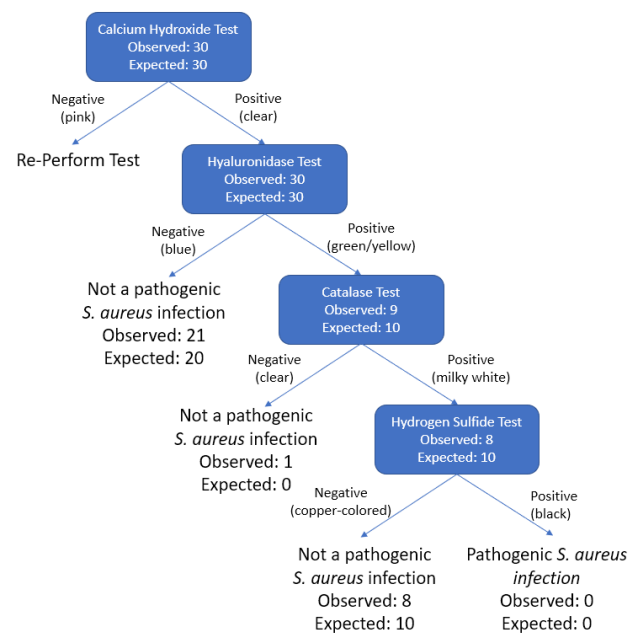 Calcium Hydroxide Test
Observed: 30
Expected: 30
Negative
(pink)
Positive
(clear)
Re-Perform Test
Hyaluronidase Test
Observed: 30
Expected: 30
Negative
(blue)
Positive
(green/yellow)
Not a pathogenic
S. aureus infection
Observed: 21
Expected: 20
Catalase Test
Observed: 9
Expected: 10
Negative
(clear)
Positive
(milky white)
Not a pathogenic
S. aureus infection
Observed: 1
Expected: 0
Hydrogen Sulfide Test
Observed: 8
Expected: 10
Negative
(copper-colored)
Positive
(black)
Not a pathogenic
S. aureus infection
Observed: 8
Expected: 10
Pathogenic S. aureus
infection
Observed: 0
Expected: 0